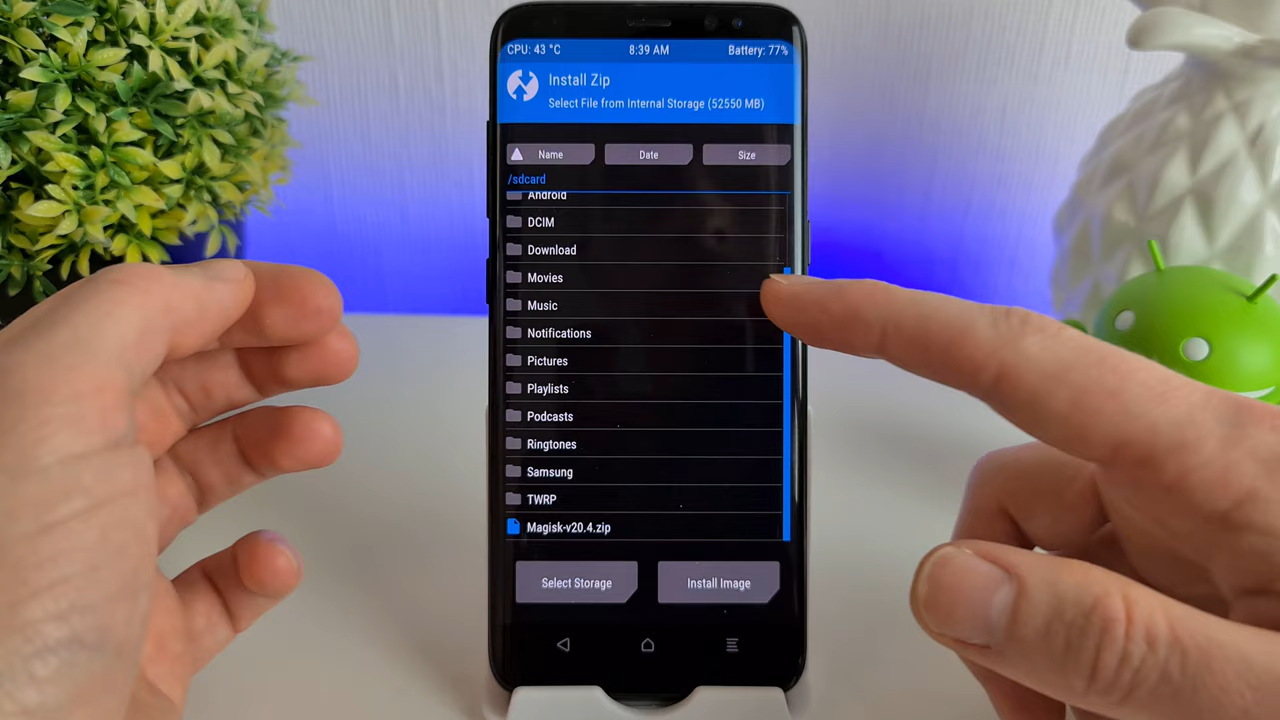 CPU: 43 °C 8:39 AM Battery: 77%
Install Zip
Select File from Internal Storage (52550 MB)
Name Date Size
/sdcard
Android
DCIM
Download
Movies
Music
Notifications
Pictures
Playlists
Podcasts
Ringtones
Samsung
TWRP
Magisk-v20.4.zip
Select Storage Install Image